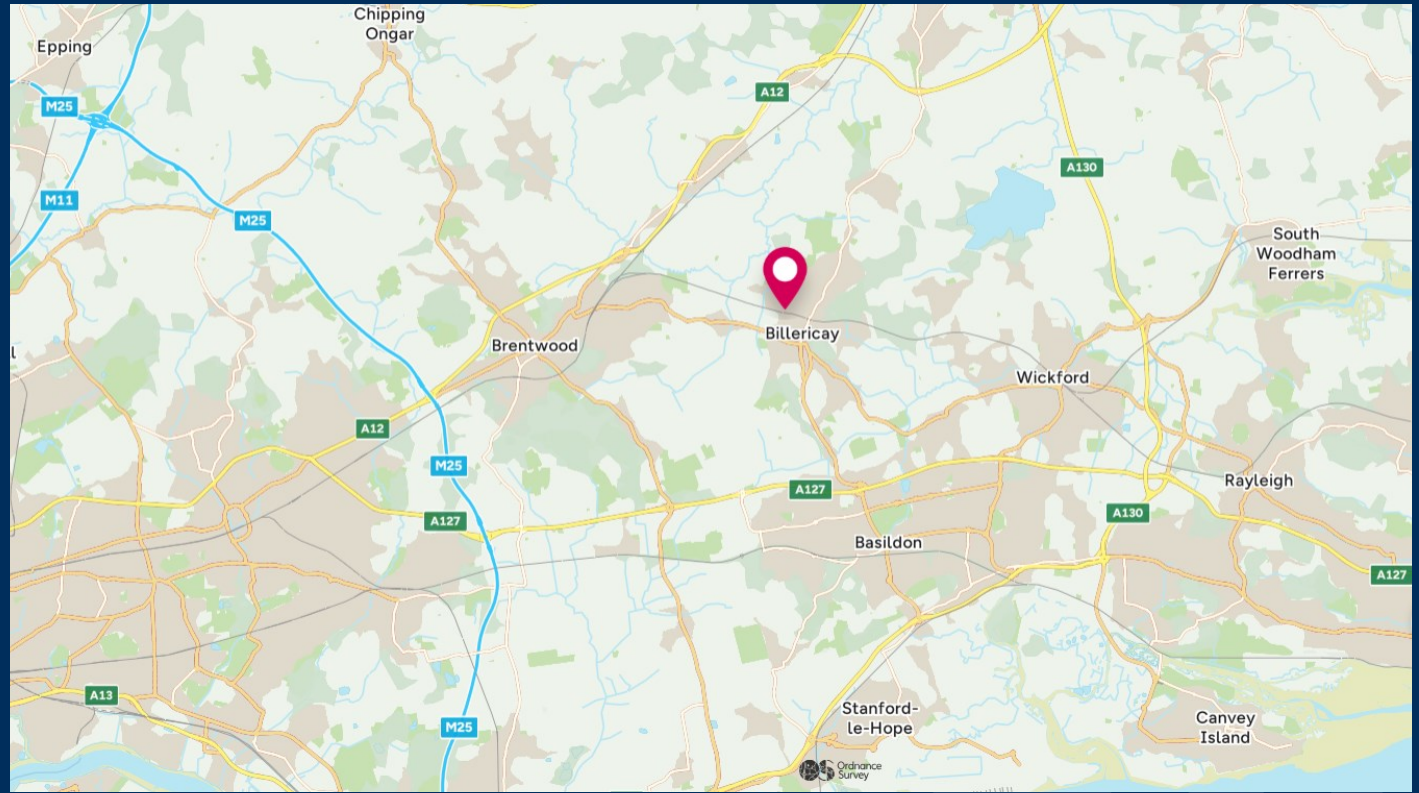 Chipping
Ongar
Epping
A12
M25
A130
M11
M25
South
Woodham
Ferrers
Billericay
Brentwood
l
Wickford
A12
M25
Rayleigh
A127
A130
A127
Basildon
A127
A13
Stanford-
le-Hope
M25
Canvey
Island
OS Ordnance
Survey